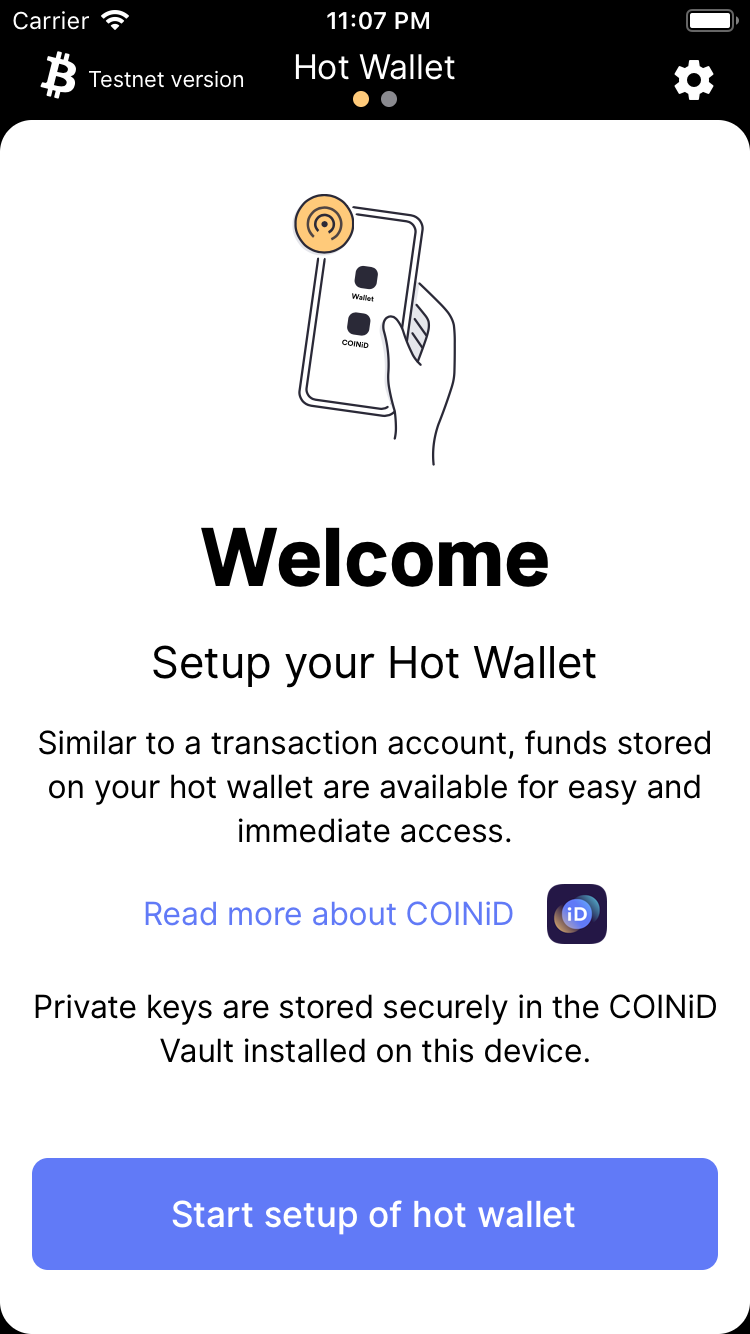 Carrier 11:07 PM
Testnet version Hot Wallet
Wallet
COINiD
Welcome
Setup your Hot Wallet
Similar to a transaction account, funds stored
on your hot wallet are available for easy and
immediate access.
Read more about COINiD iD
Private keys are stored securely in the COINiD
Vault installed on this device.
Start setup of hot wallet